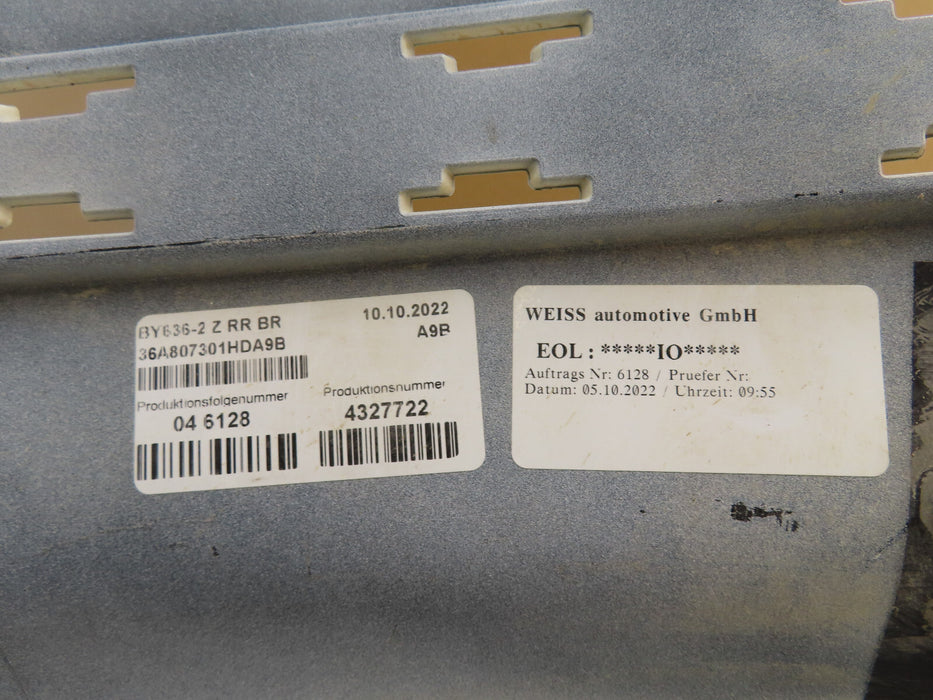 BY636-2 Z RR BR
10.10.2022
36A807301HDA9B
A9B
Produktionsfolgenummer
04 6128
Produktionsnummer
4327722
WEISS automotive GmbH
EOL : *****IO*****
Auftrags Nr: 6128 / Pruefer Nr:
Datum: 05.10.2022 / Uhrzeit: 09:55